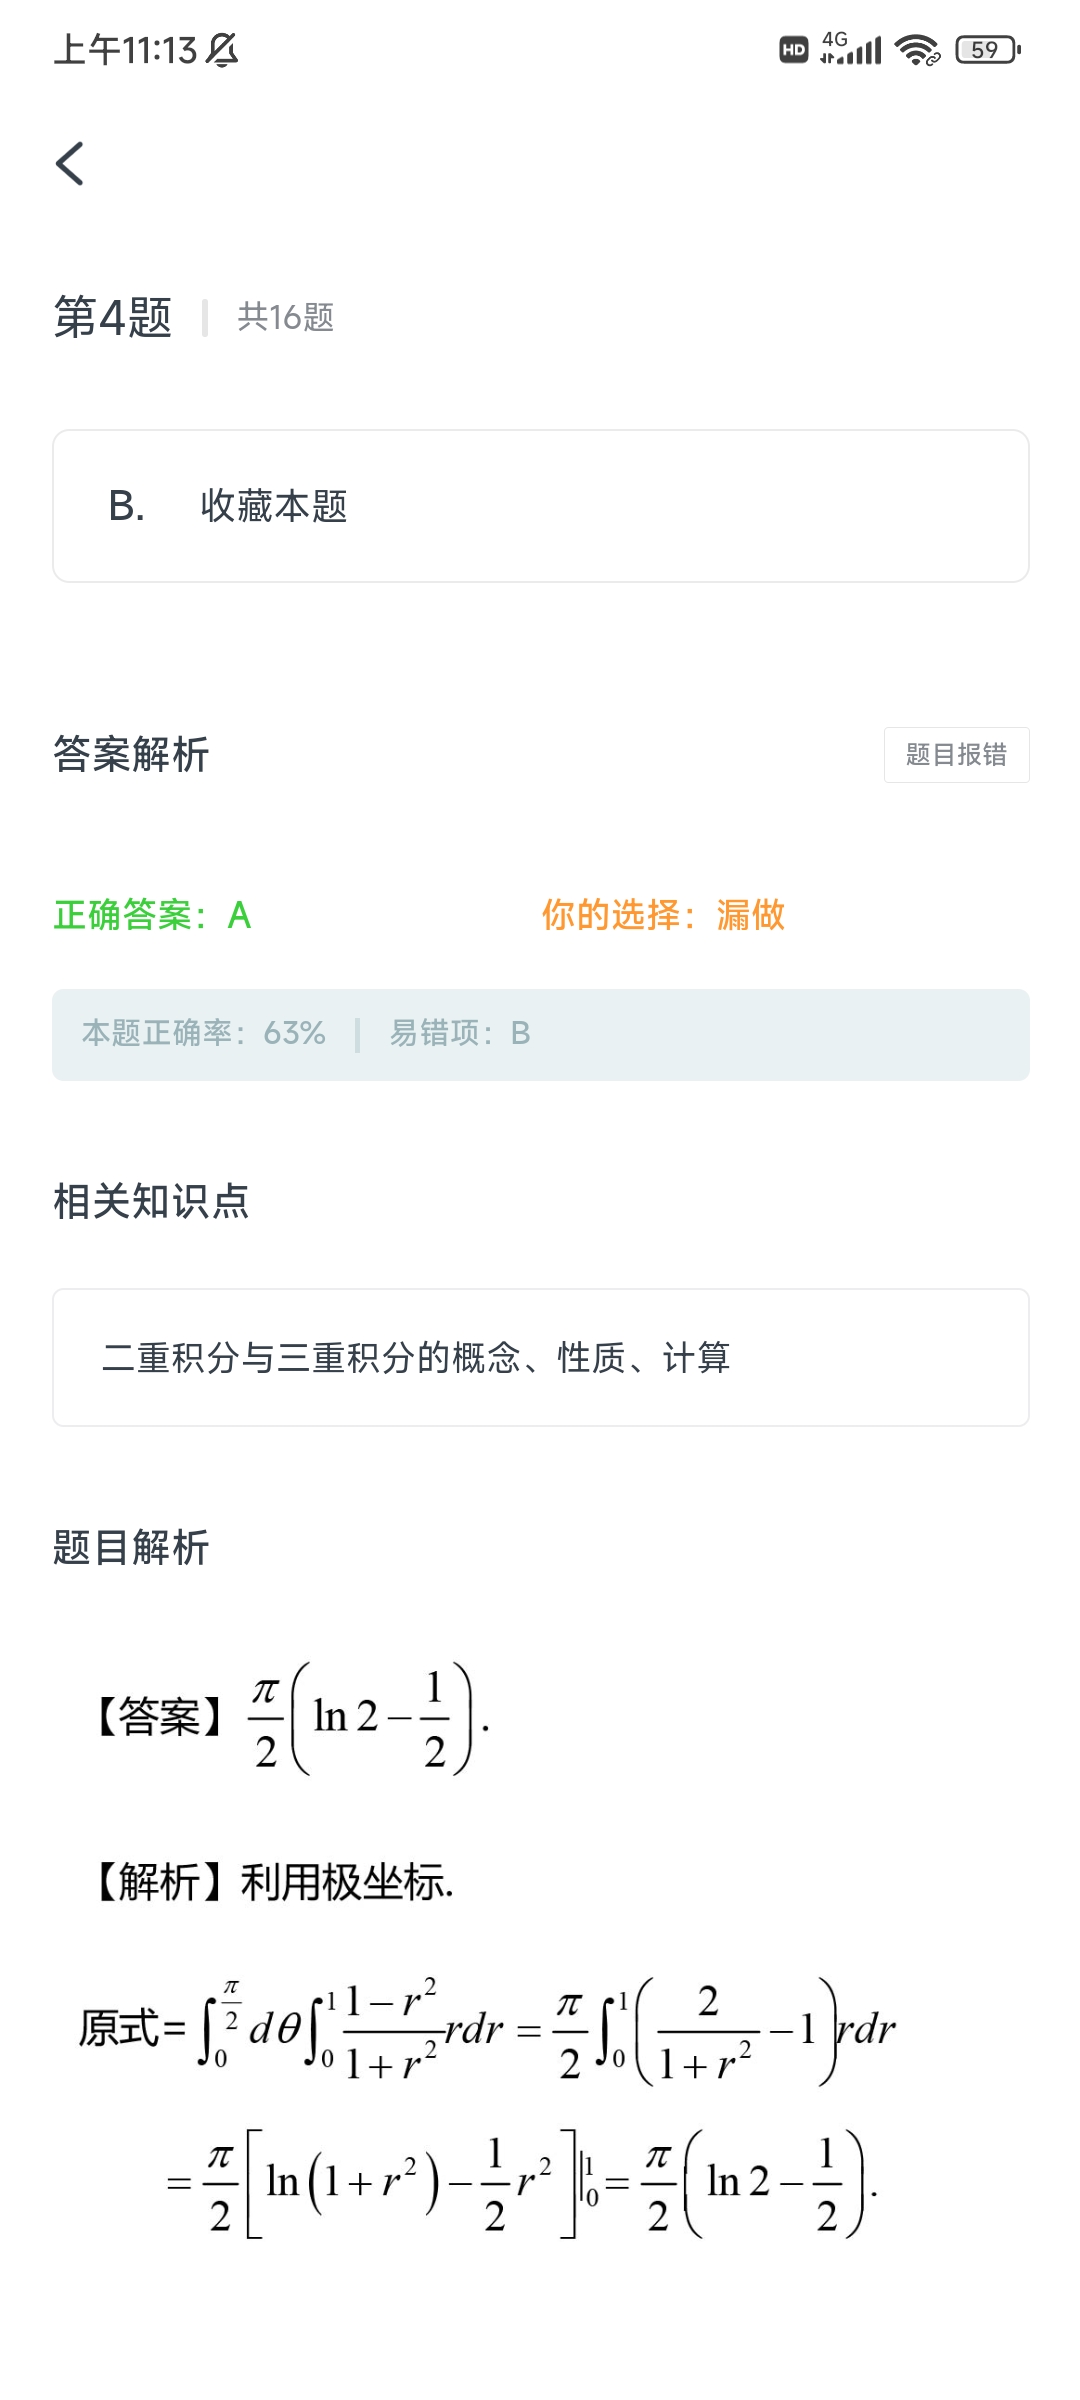 上午11:13 HD 4G 59
第4题 共16题
B. 收藏本题
答案解析 题目报错
正确答案：A 你的选择：漏做
本题正确率：63% 易错项：B
相关知识点
二重积分与三重积分的概念、性质、计算
题目解析
【答案】$\frac{\pi}{2}\left(\ln 2-\frac{1}{2}\right)$.
【解析】利用极坐标.
原式=$\int_0^{\frac{\pi}{2}} d\theta \int_0^1 \frac{1-r^2}{1+r^2} rdr = \frac{\pi}{2}\int_0^1 \left(\frac{2}{1+r^2}-1\right) rdr$
$=\frac{\pi}{2}\left[\ln\left(1+r^2\right)-\frac{1}{2}r^2\right]\Big|_0^1=\frac{\pi}{2}\left(\ln 2-\frac{1}{2}\right)$.